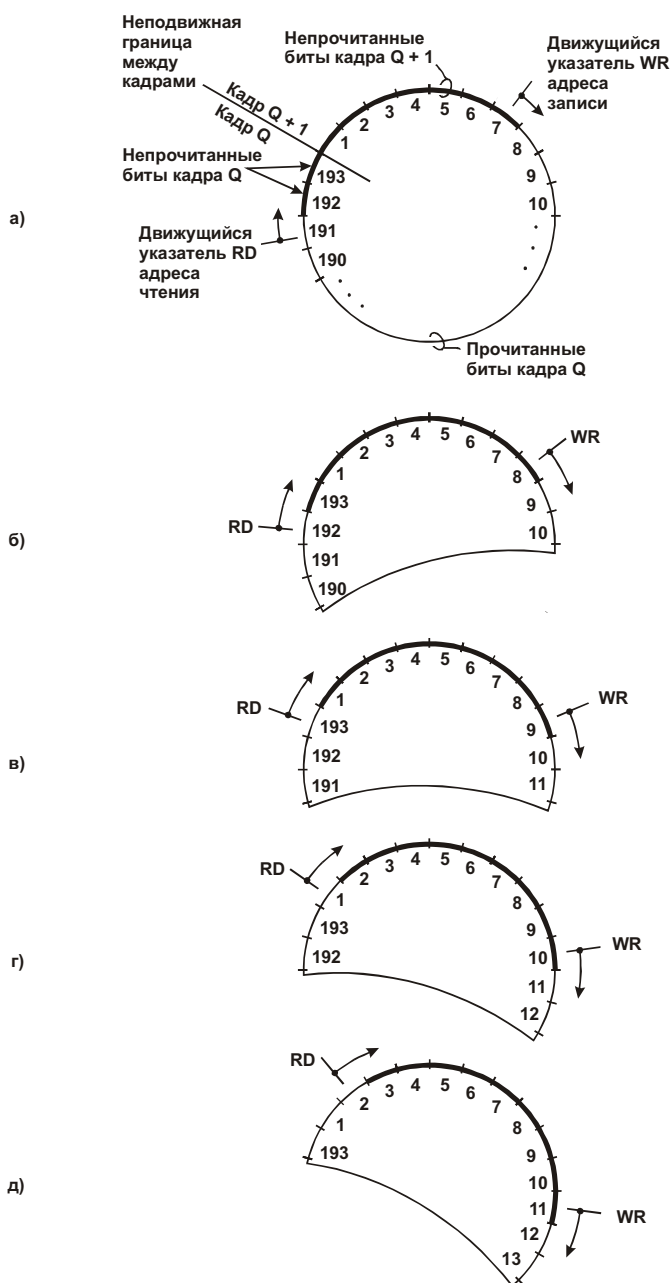 Неподвижная
граница
между
кадрами
Непрочитанные
биты кадра Q + 1
Движущийся
указатель WR
адреса
записи
Кадр Q + 1
Кадр Q
Непрочитанные
биты кадра Q
а)
Движущийся
указатель RD
адреса
чтения
190
191
192
193
1
2
3
4
5
6
7
8
9
10
Прочитанные
биты кадра Q
б)
RD
WR
190
191
192
193
1
2
3
4
5
6
7
8
9
10
в)
RD
WR
191
192
193
1
2
3
4
5
6
7
8
9
10
11
г)
RD
WR
192
193
1
2
3
4
5
6
7
8
9
10
11
12
д)
RD
WR
193
1
2
3
4
5
6
7
8
9
10
11
12
13